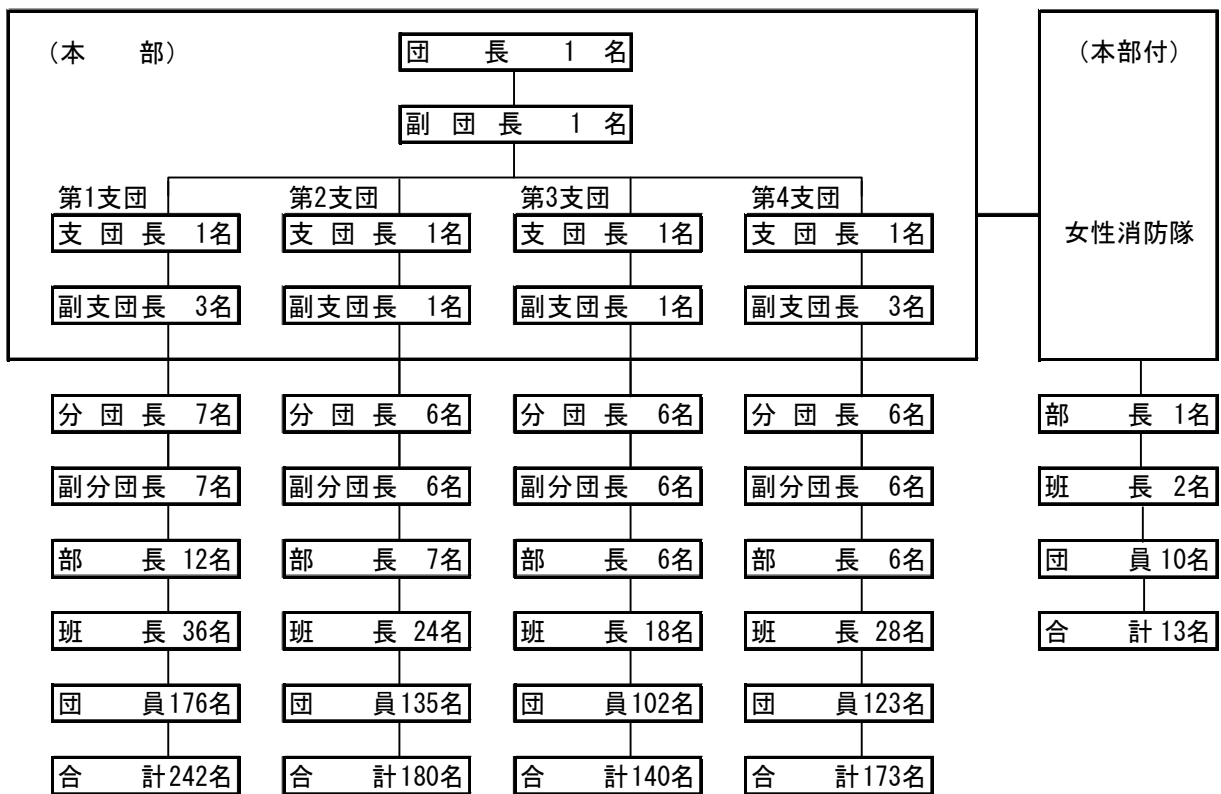 （本　　部）　団　　長　1　名　（本部付）
副　団　長　1　名
第1支団　第2支団　第3支団　第4支団
支　団　長　1名　支　団　長　1名　支　団　長　1名　支　団　長　1名　女性消防隊
副支団長　3名　副支団長　1名　副支団長　1名　副支団長　3名
分　団　長　7名　分　団　長　6名　分　団　長　6名　分　団　長　6名　部　　長　1名
副分団長　7名　副分団長　6名　副分団長　6名　副分団長　6名　班　　長　2名
部　　長　12名　部　　長　7名　部　　長　6名　部　　長　6名　団　　員　10名
班　　長　36名　班　　長　24名　班　　長　18名　班　　長　28名　合　　計　13名
団　　員176名　団　　員135名　団　　員102名　団　　員123名
合　　計242名　合　　計180名　合　　計140名　合　　計173名